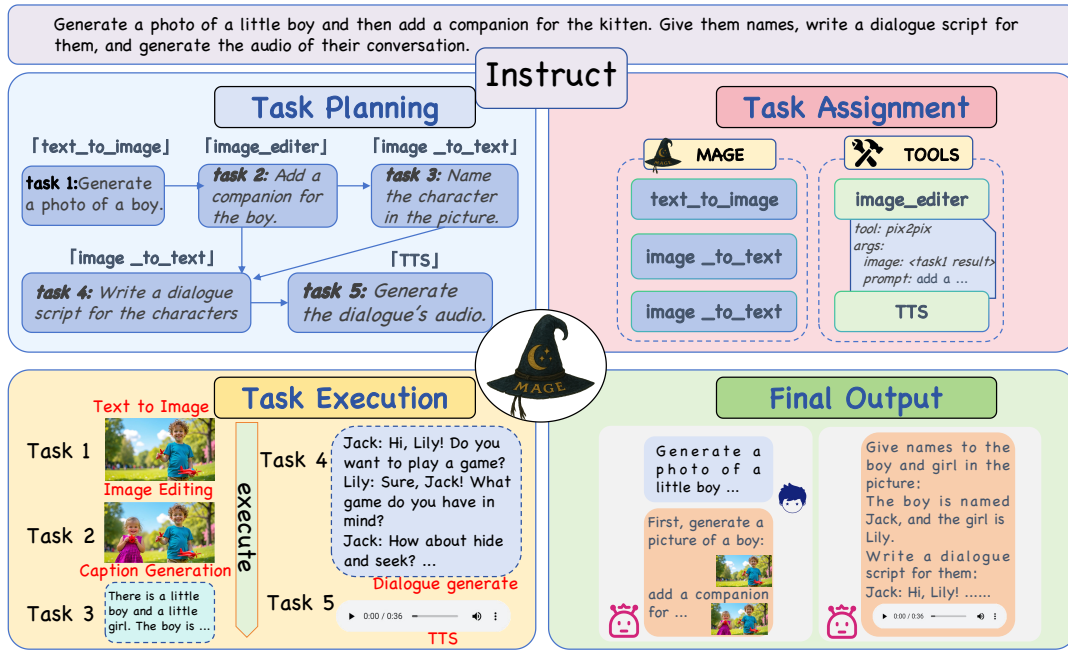 Generate a photo of a little boy and then add a companion for the kitten. Give them names, write a dialogue script for
them, and generate the audio of their conversation.
Instruct
Task Planning
「text_to_image」
「image_editer」
「image _to_text」
task 1:Generate
a photo of a boy.
task 2: Add a
companion for
the boy.
task 3: Name
the character
in the picture.
「image _to_text」
「TTS」
task 4: Write a dialogue
script for the characters
task 5: Generate
the dialogue's audio.
Task Assignment
MAGE
TOOLS
text_to_image
image _to_text
image _to_text
image_editer
tool: pix2pix
args:
image: <task1 result>
prompt: add a ...
TTS
MAGE
Task Execution
Text to Image
Task 1
Image Editing
Task 2
Caption Generation
Task 3
There is a little
boy and a little
girl. The boy is ...
execute
Task 4
Jack: Hi, Lily! Do you
want to play a game?
Lily: Sure, Jack! What
game do you have in
mind?
Jack: How about hide
and seek? ...
Dialogue generate
Task 5
0:00 / 0:36
TTS
Final Output
Generate a
photo of a
little boy ...
First, generate a
picture of a boy:
add a companion
for ...
Give names to the
boy and girl in the
picture:
The boy is named
Jack, and the girl is
Lily.
Write a dialogue
script for them:
Jack: Hi, Lily! ......
0:00 / 0:36